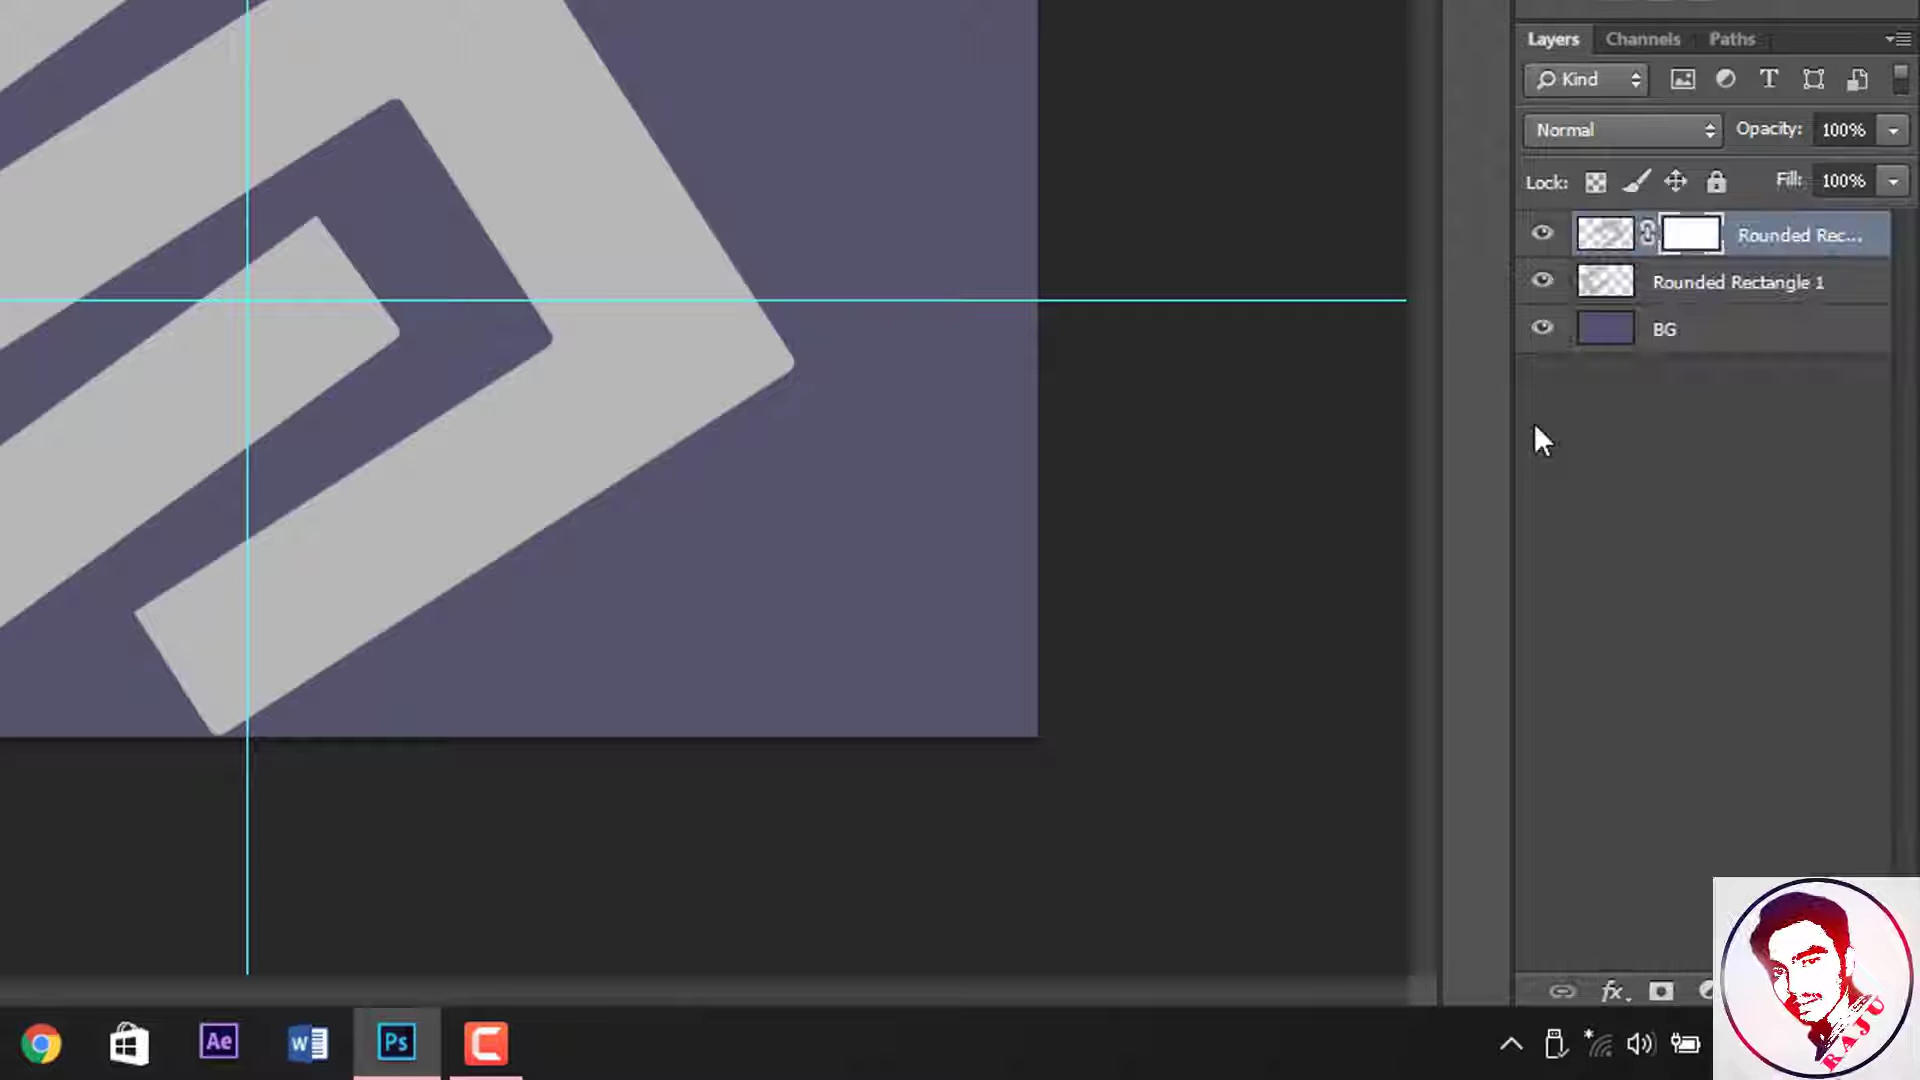 Layers Channels Paths
Kind
Normal Opacity: 100%
Lock: Fill: 100%
Rounded Rec...
Rounded Rectangle 1
BG
fx
Ae
W
Ps
RAJU